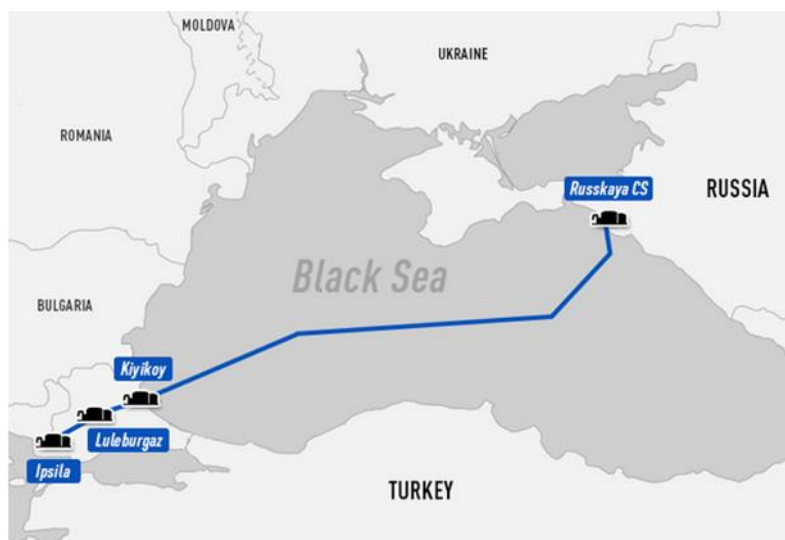 MOLDOVA
UKRAINE
ROMANIA
Russkaya CS
RUSSIA
Black Sea
BULGARIA
Kiyikoy
Luleburgaz
Ipsila
TURKEY